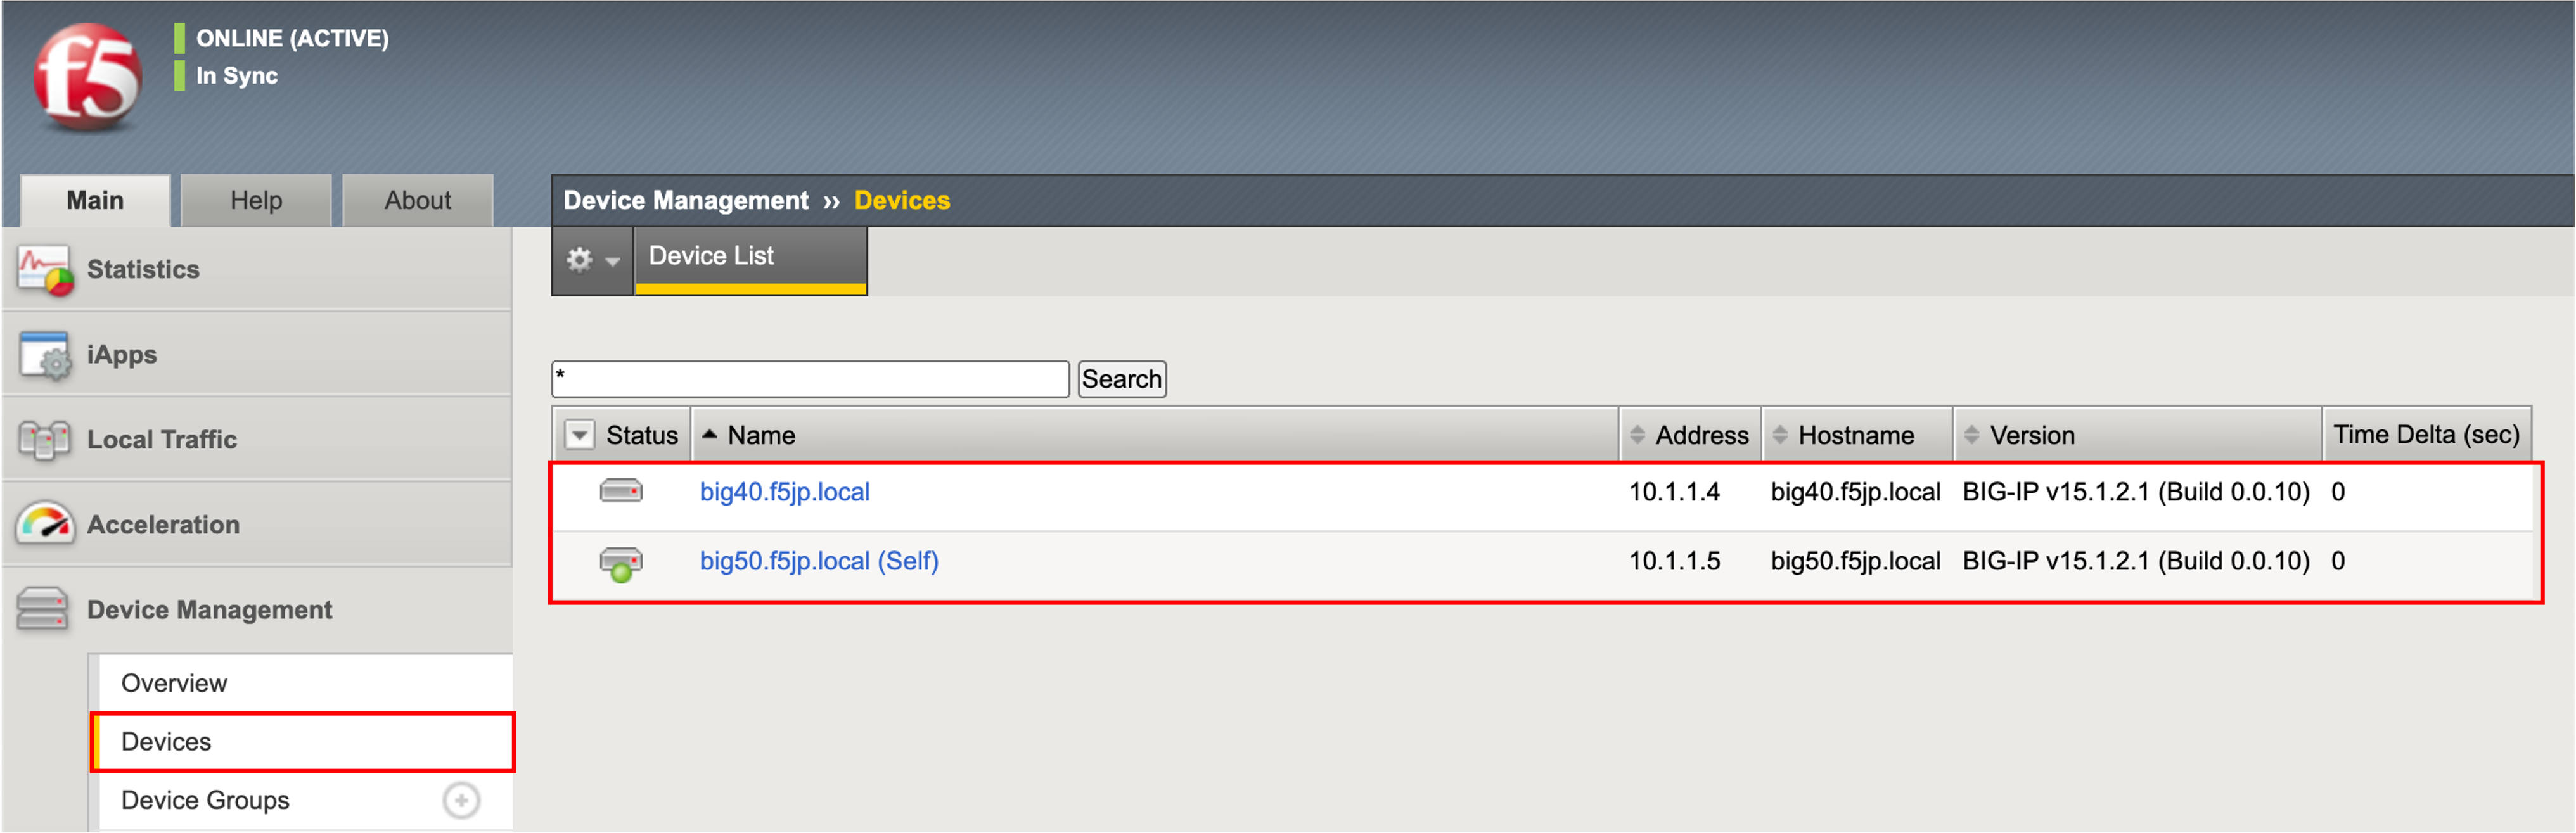 f5
ONLINE (ACTIVE)
In Sync
Main Help About
Device Management ›› Devices
Device List
Statistics
iApps
Local Traffic
Acceleration
Device Management
Overview
Devices
Device Groups
* Search
Status Name Address Hostname Version Time Delta (sec)
big40.f5jp.local 10.1.1.4 big40.f5jp.local BIG-IP v15.1.2.1 (Build 0.0.10) 0
big50.f5jp.local (Self) 10.1.1.5 big50.f5jp.local BIG-IP v15.1.2.1 (Build 0.0.10) 0